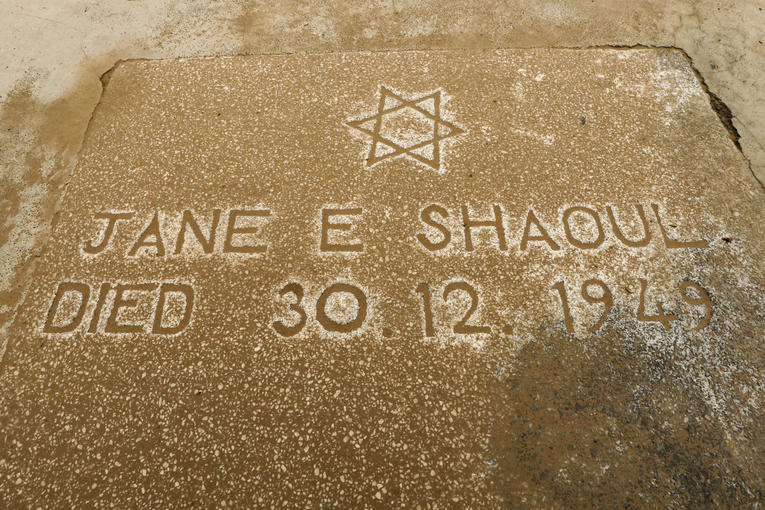 JANE E SHAOUL
DIED 30.12.1949